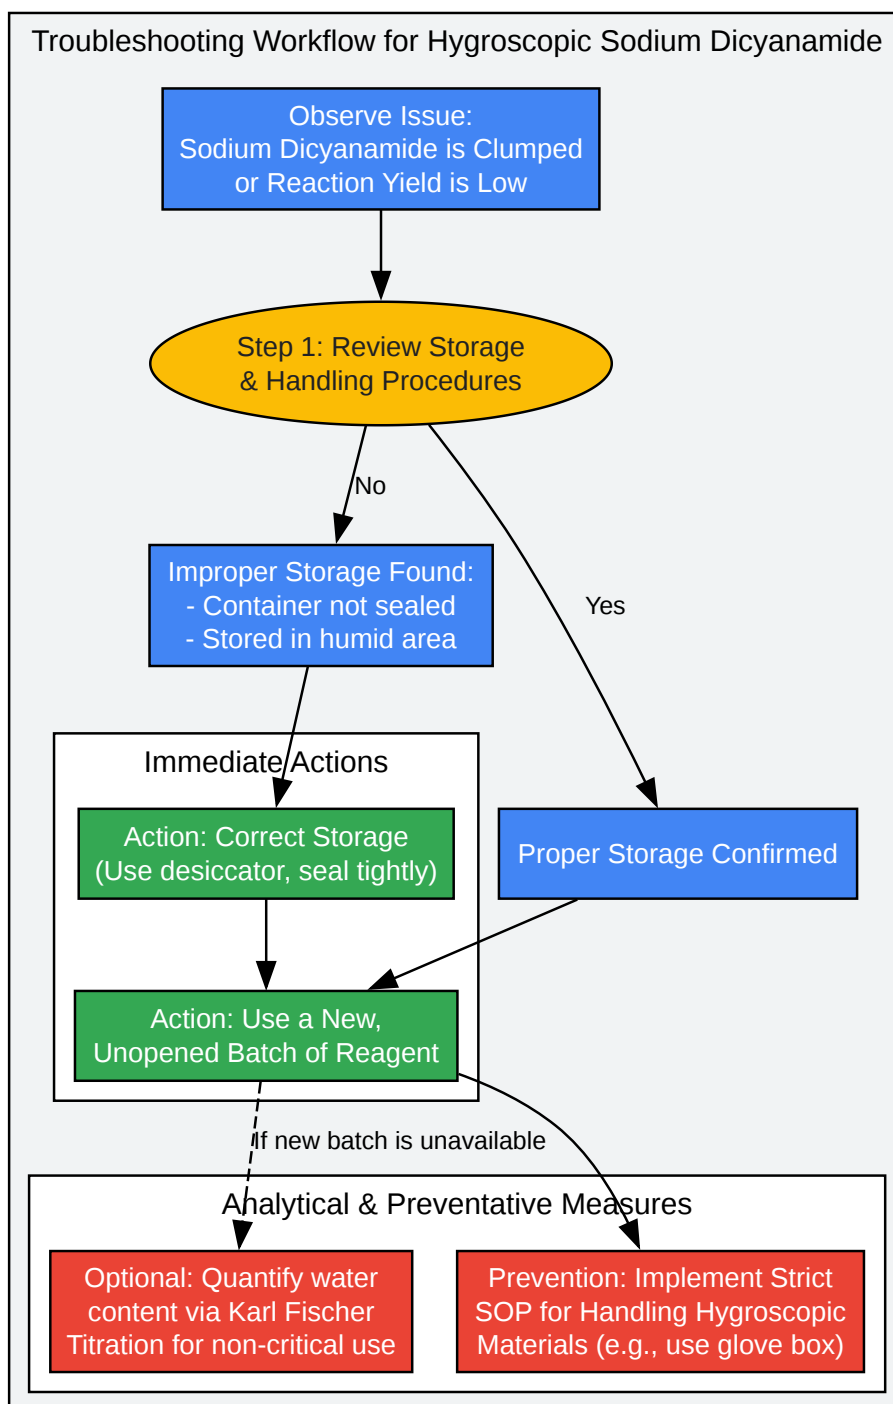 Troubleshooting Workflow for Hygroscopic Sodium Dicyanamide
Observe Issue:
Sodium Dicyanamide is Clumped
or Reaction Yield is Low
Step 1: Review Storage
& Handling Procedures
No
Improper Storage Found:
- Container not sealed
- Stored in humid area
Yes
Immediate Actions
Action: Correct Storage
(Use desiccator, seal tightly)
Proper Storage Confirmed
Action: Use a New,
Unopened Batch of Reagent
If new batch is unavailable
Analytical & Preventative Measures
Optional: Quantify water
content via Karl Fischer
Titration for non-critical use
Prevention: Implement Strict
SOP for Handling Hygroscopic
Materials (e.g., use glove box)